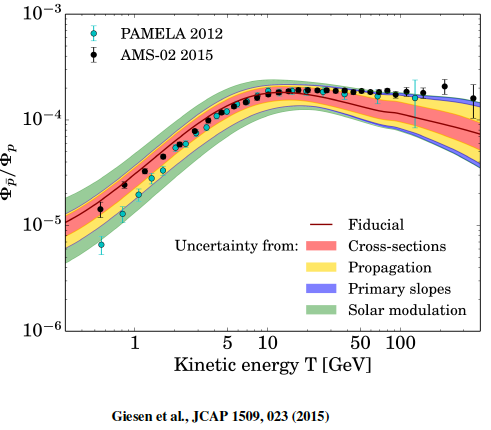 10⁻³
PAMELA 2012
AMS-02 2015
10⁻⁴
Φp̄/Φp
10⁻⁵
Fiducial
Uncertainty from:
Cross-sections
Propagation
Primary slopes
Solar modulation
10⁻⁶
1 5 10 50 100
Kinetic energy T [GeV]
Giesen et al., JCAP 1509, 023 (2015)